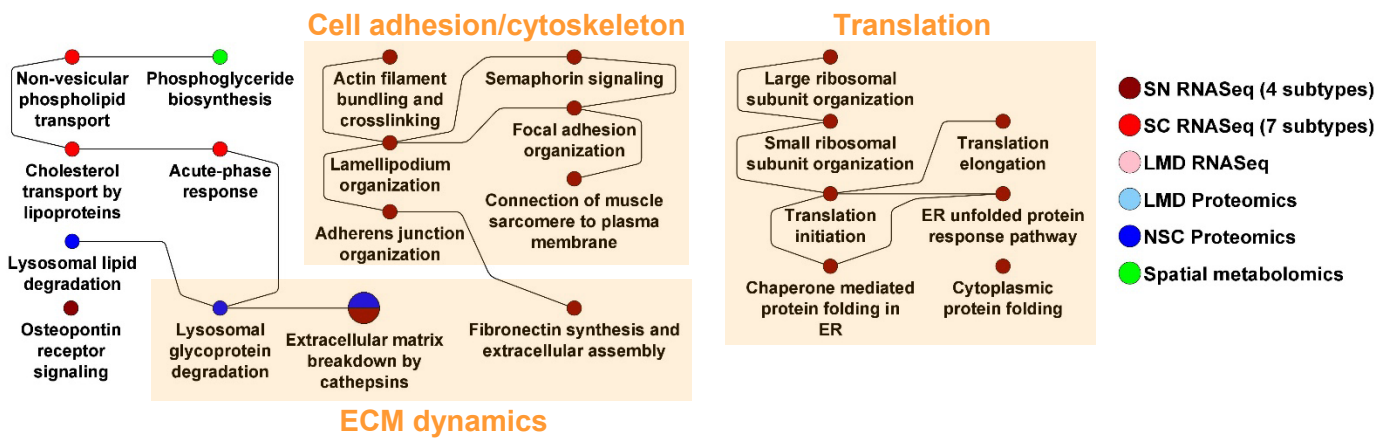 Cell adhesion/cytoskeleton
Translation
Non-vesicular
phospholipid
transport
Phosphoglyceride
biosynthesis
Cholesterol
transport by
lipoproteins
Acute-phase
response
Lysosomal lipid
degradation
Osteopontin
receptor
signaling
Actin filament
bundling and
crosslinking
Semaphorin signaling
Focal adhesion
organization
Lamellipodium
organization
Connection of muscle
sarcomere to plasma
membrane
Adherens junction
organization
Lysosomal
glycoprotein
degradation
Extracellular matrix
breakdown by
cathepsins
Fibronectin synthesis and
extracellular assembly
ECM dynamics
Large ribosomal
subunit organization
Small ribosomal
subunit organization
Translation
elongation
Translation
initiation
ER unfolded protein
response pathway
Chaperone mediated
protein folding in
ER
Cytoplasmic
protein folding
SN RNASeq (4 subtypes)
SC RNASeq (7 subtypes)
LMD RNASeq
LMD Proteomics
NSC Proteomics
Spatial metabolomics